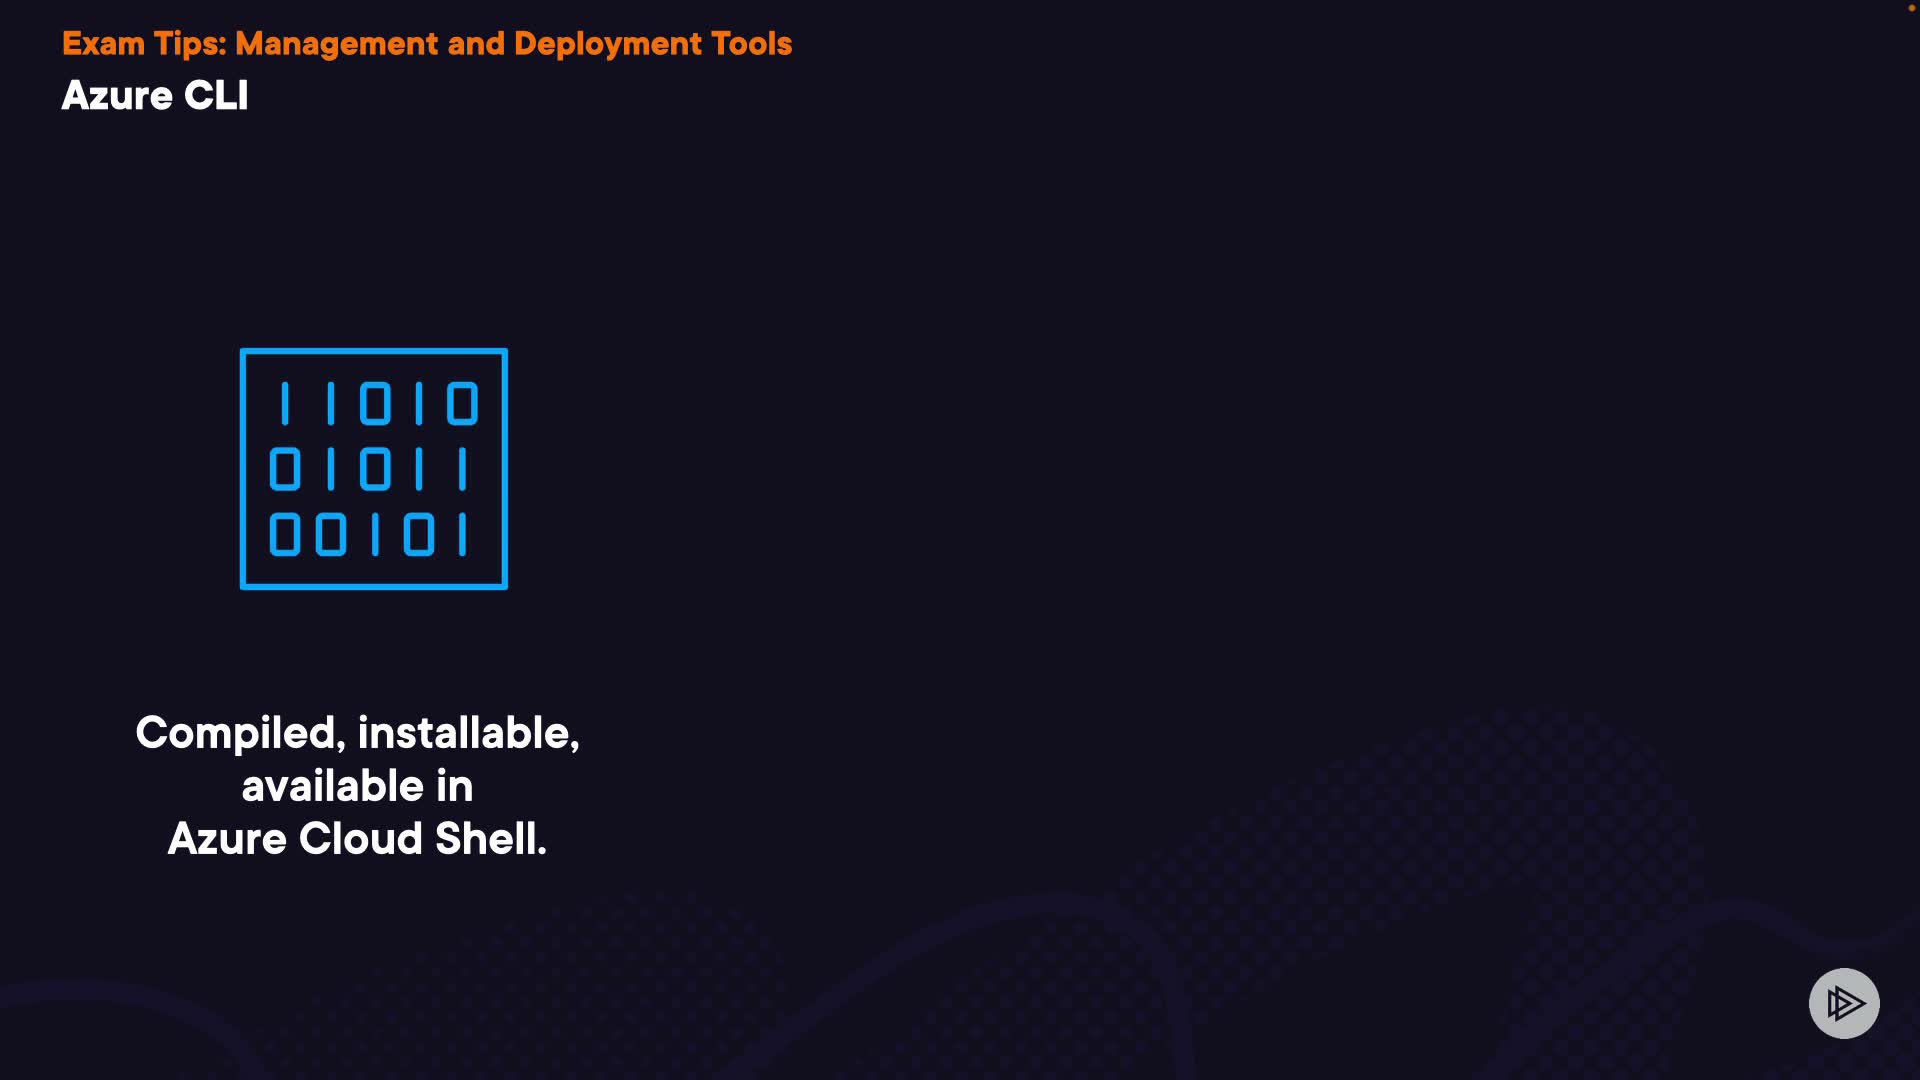 Exam Tips: Management and Deployment Tools
Azure CLI
11010
01011
00101
Compiled, installable,
available in
Azure Cloud Shell.